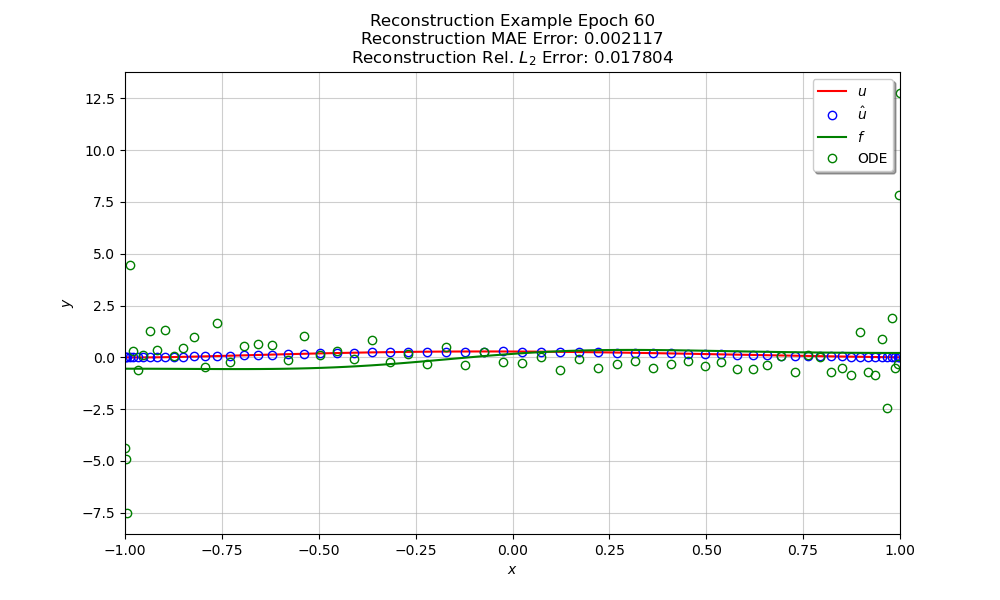 Reconstruction Example Epoch 60
Reconstruction MAE Error: 0.002117
Reconstruction Rel. L₂ Error: 0.017804
12.5
10.0
7.5
5.0
2.5
0.0
−2.5
−5.0
−7.5
y
u
û
f
ODE
−1.00 −0.75 −0.50 −0.25 0.00 0.25 0.50 0.75 1.00
x